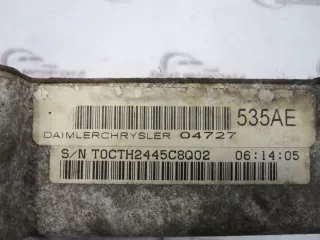 535AE
DAIMLERCHRYSLER 04727
S/N T0CTH2445C8Q02 06:14:05